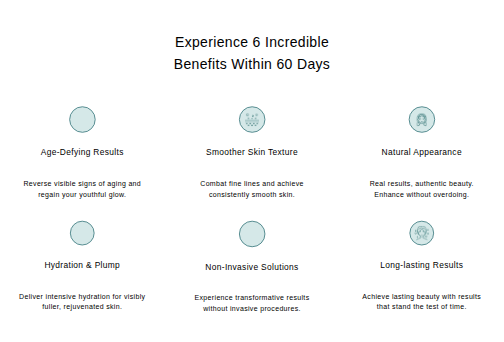 Experience 6 Incredible
Benefits Within 60 Days
Age-Defying Results
Reverse visible signs of aging and
regain your youthful glow.
Smoother Skin Texture
Combat fine lines and achieve
consistently smooth skin.
Natural Appearance
Real results, authentic beauty.
Enhance without overdoing.
Hydration & Plump
Deliver intensive hydration for visibly
fuller, rejuvenated skin.
Non-Invasive Solutions
Experience transformative results
without invasive procedures.
Long-lasting Results
Achieve lasting beauty with results
that stand the test of time.